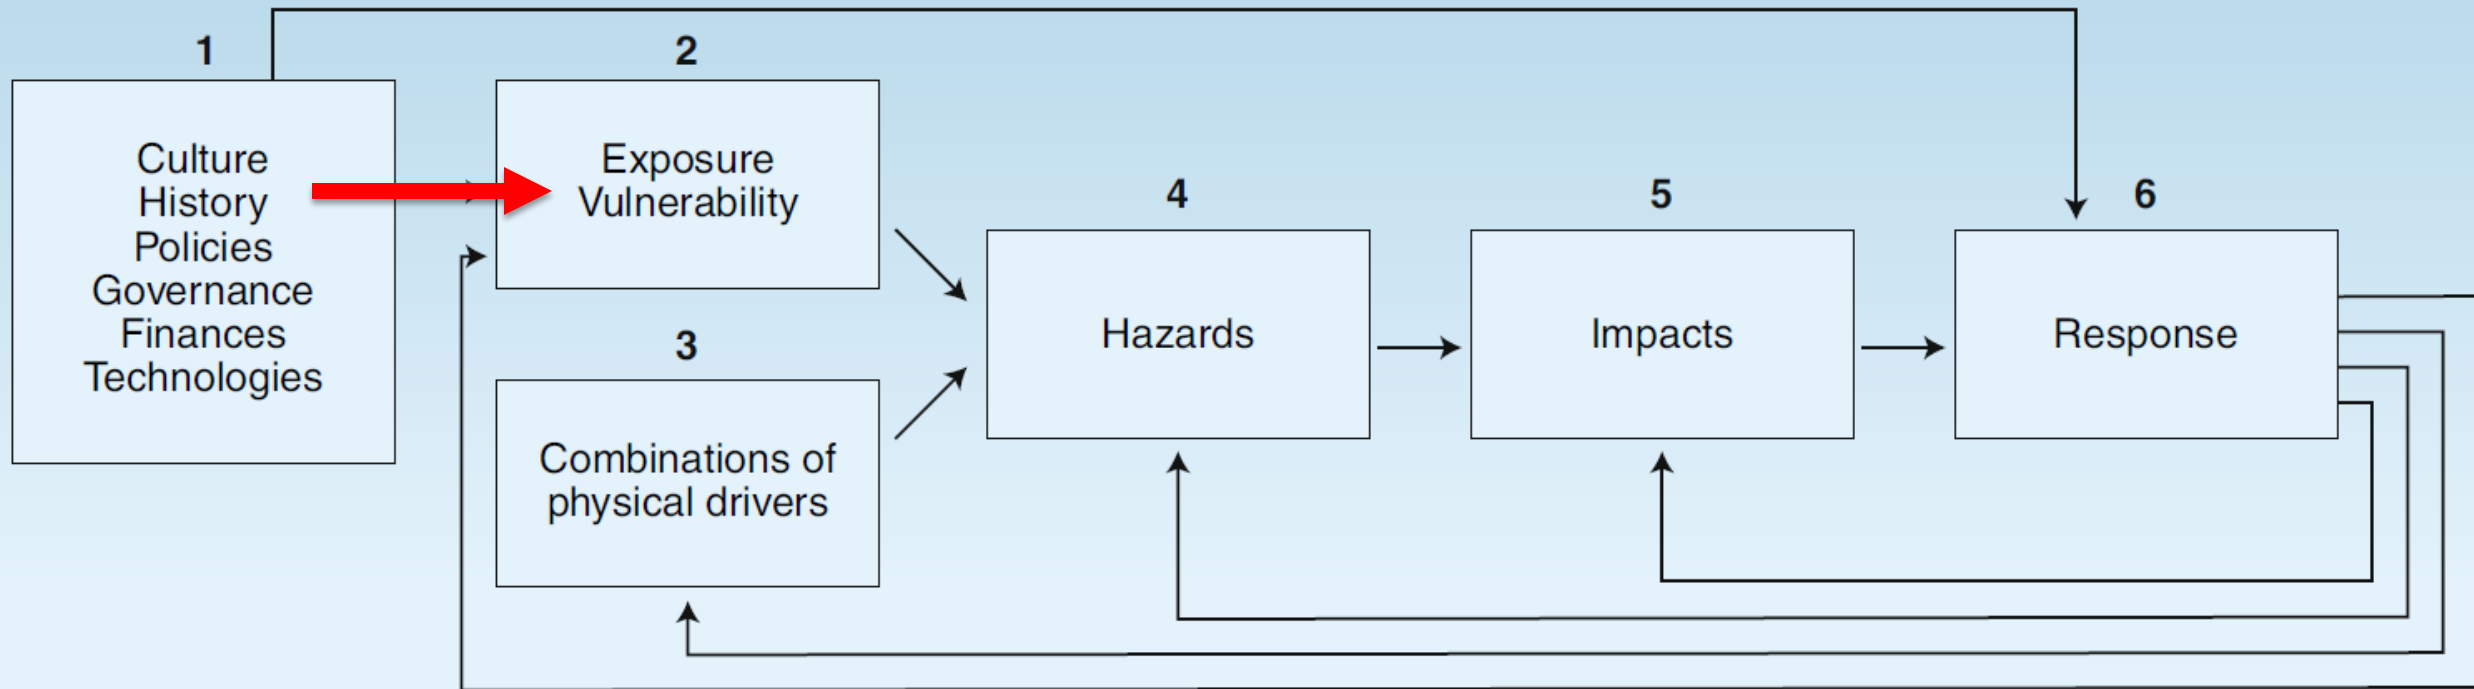 1
Culture
History
Policies
Governance
Finances
Technologies
2
Exposure
Vulnerability
3
Combinations of
physical drivers
4
Hazards
5
Impacts
6
Response